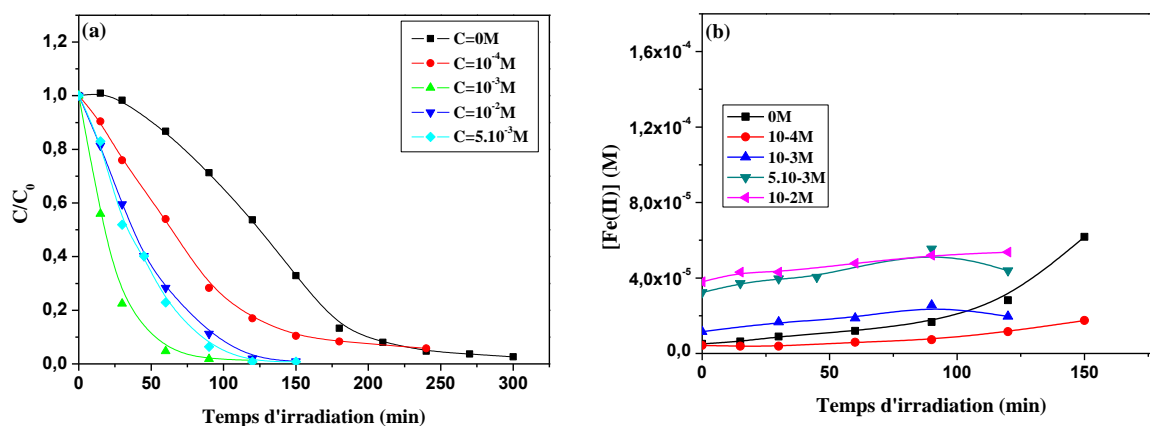 (a)
C=0M
C=10⁻⁴M
C=10⁻³M
C=10⁻²M
C=5.10⁻³M
1,2
1,0
0,8
0,6
0,4
0,2
0,0
C/C₀
0
50
100
150
200
250
300
Temps d'irradiation (min)
(b)
0M
10-4M
10-3M
5.10-3M
10-2M
1,6x10⁻⁴
1,2x10⁻⁴
8,0x10⁻⁵
4,0x10⁻⁵
0,0
[Fe(II)] (M)
0
50
100
150
Temps d'irradiation (min)